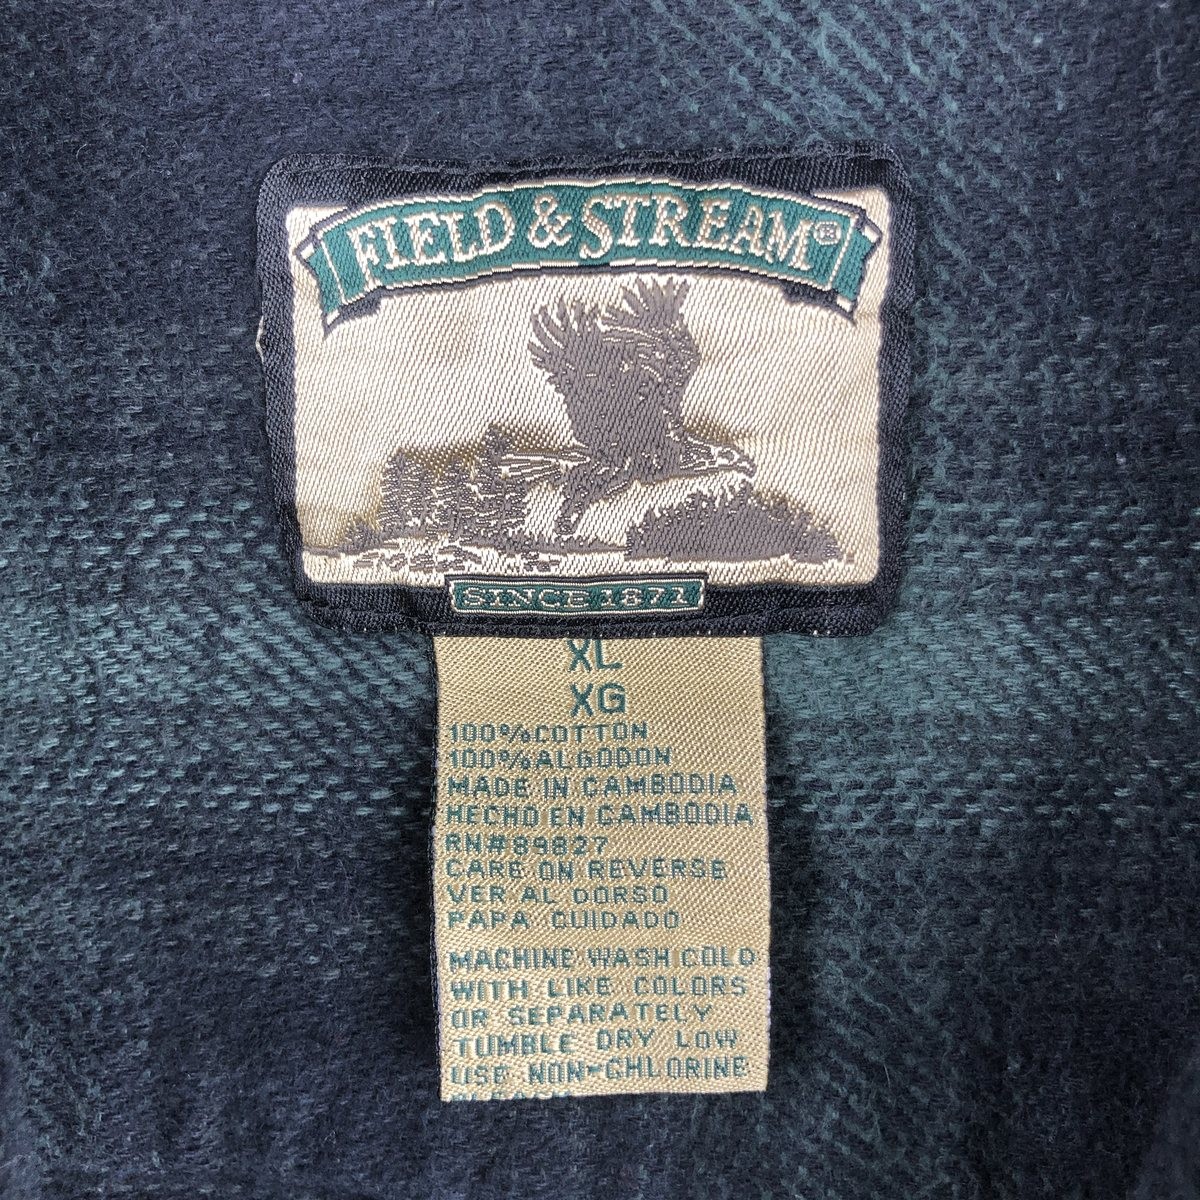 FIELD & STREAM®
SINCE 1871
XL
XG
100%COTTON
100%ALGODON
MADE IN CAMBODIA
HECHO EN CAMBODIA
RN#89827
CARE ON REVERSE
VER AL DORSO
PAPA CUIDADO
MACHINE WASH COLD
WITH LIKE COLORS
OR SEPARATELY
TUMBLE DRY LOW
USE NON-CHLORINE